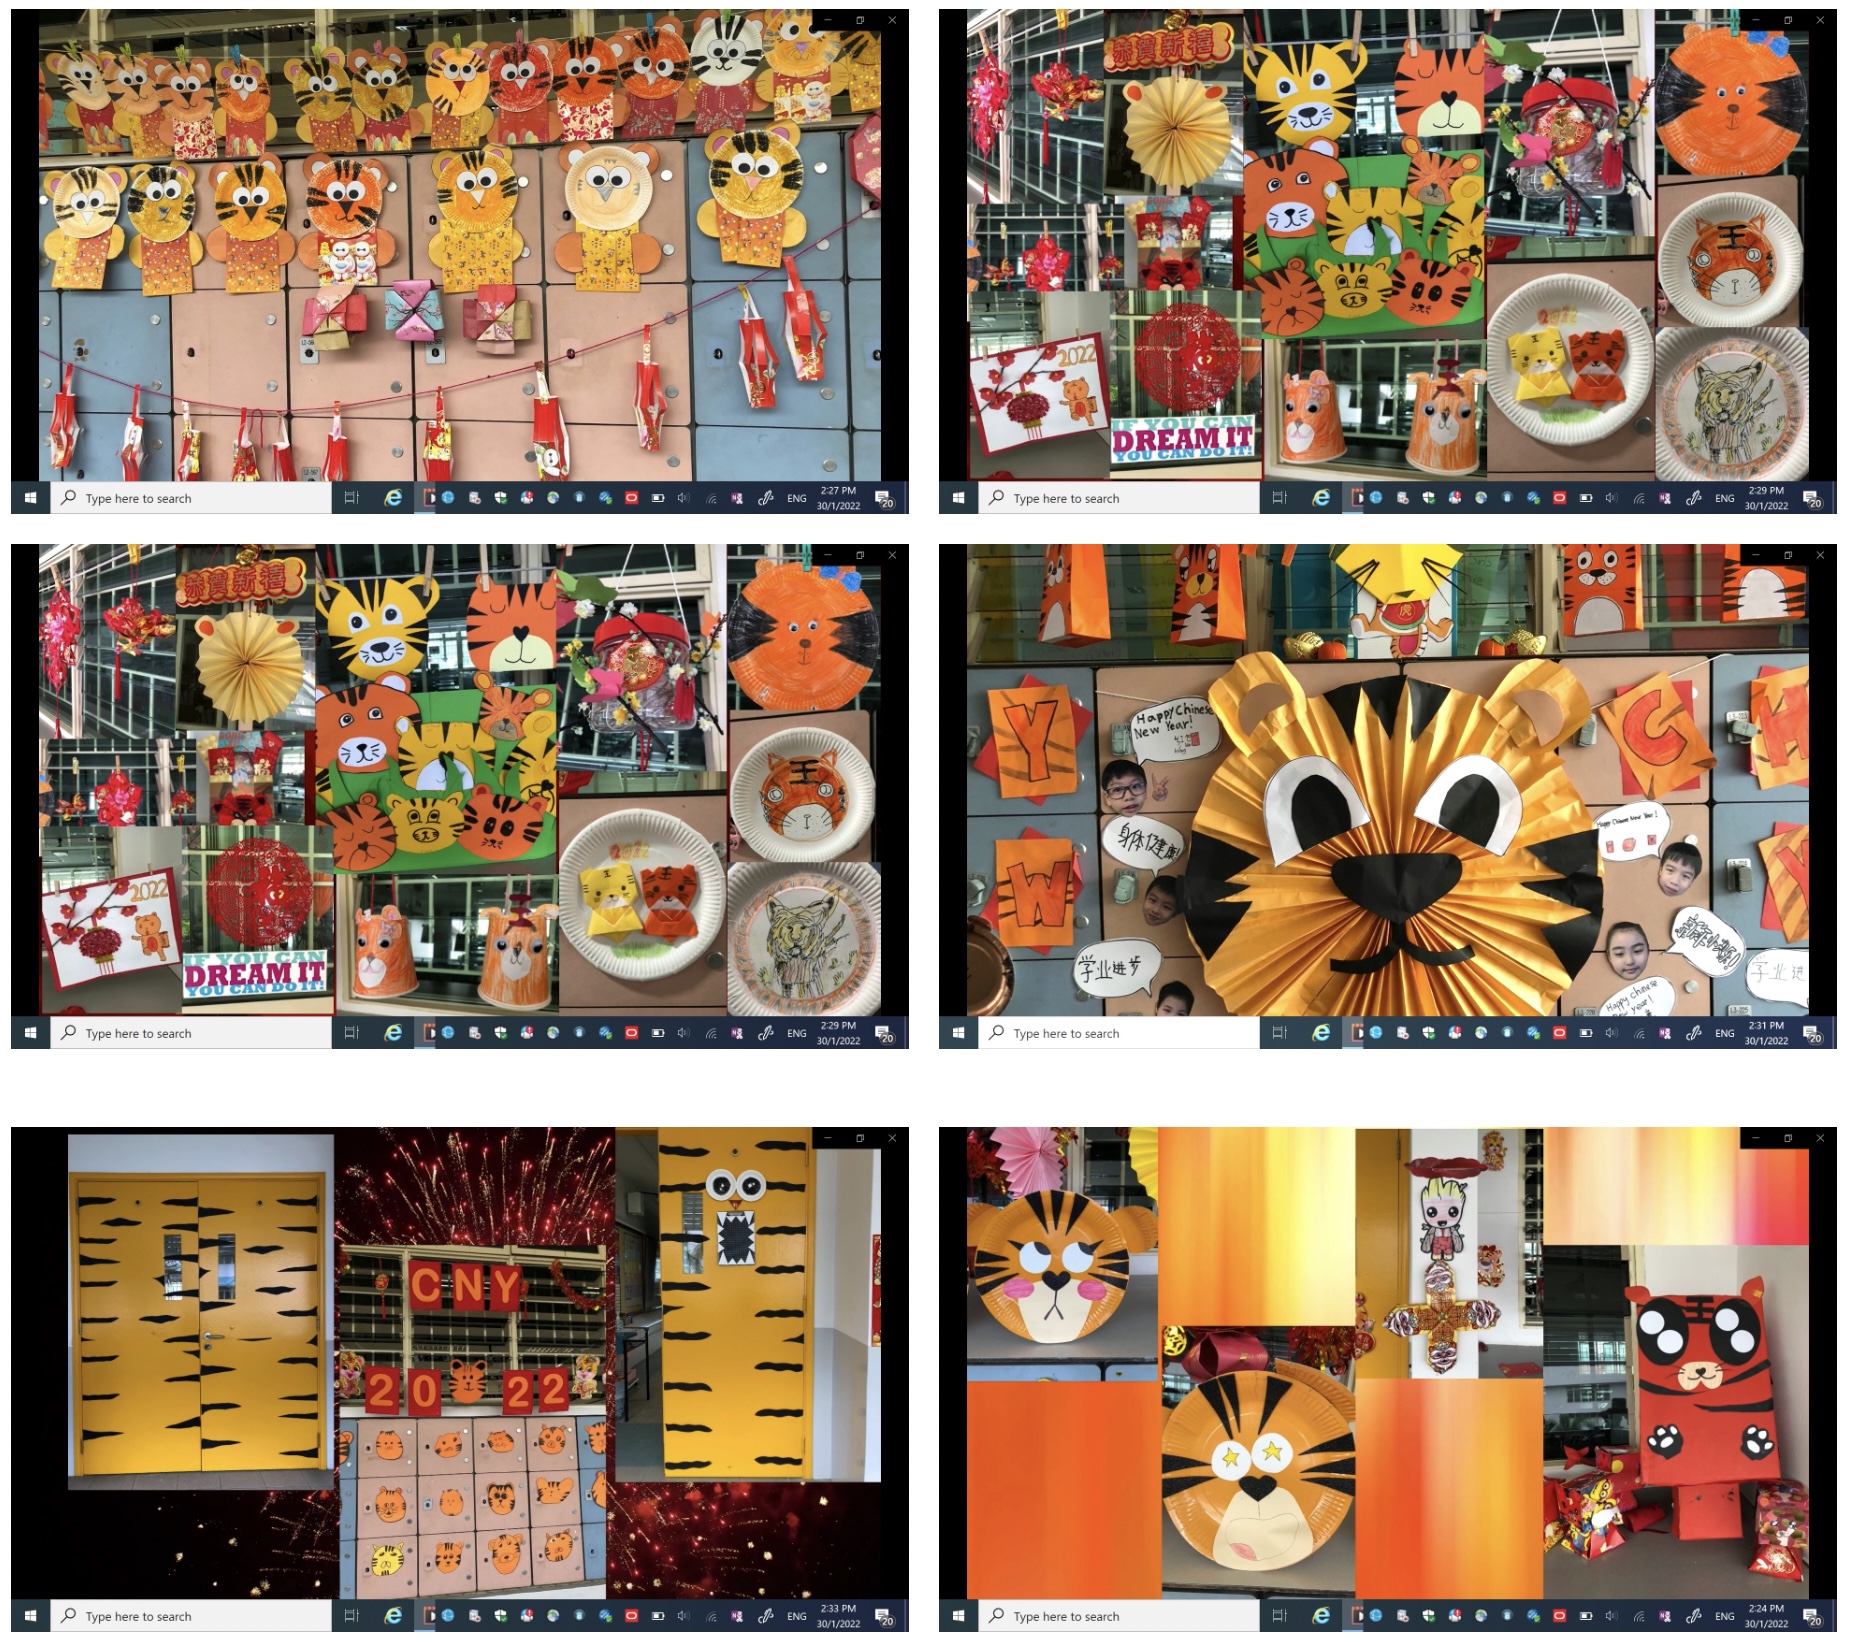 Type here to search
ENG
2:27 PM
30/1/2022
20
恭贺新禧
2022
2022
IF YOU CAN
DREAM IT
YOU CAN DO IT!
Type here to search
ENG
2:29 PM
30/1/2022
20
恭贺新禧
2022
2022
IF YOU CAN
DREAM IT
YOU CAN DO IT!
Type here to search
ENG
2:29 PM
30/1/2022
20
虎
Y
Happy Chinese
New Year!
C
身体健康!
Happy Chinese New Year!
W
学业进步
新年快乐!
学业进
Happy Chinese
New year!
Type here to search
ENG
2:31 PM
30/1/2022
20
CNY
2022
Type here to search
ENG
2:33 PM
30/1/2022
20
Type here to search
ENG
2:24 PM
30/1/2022
20